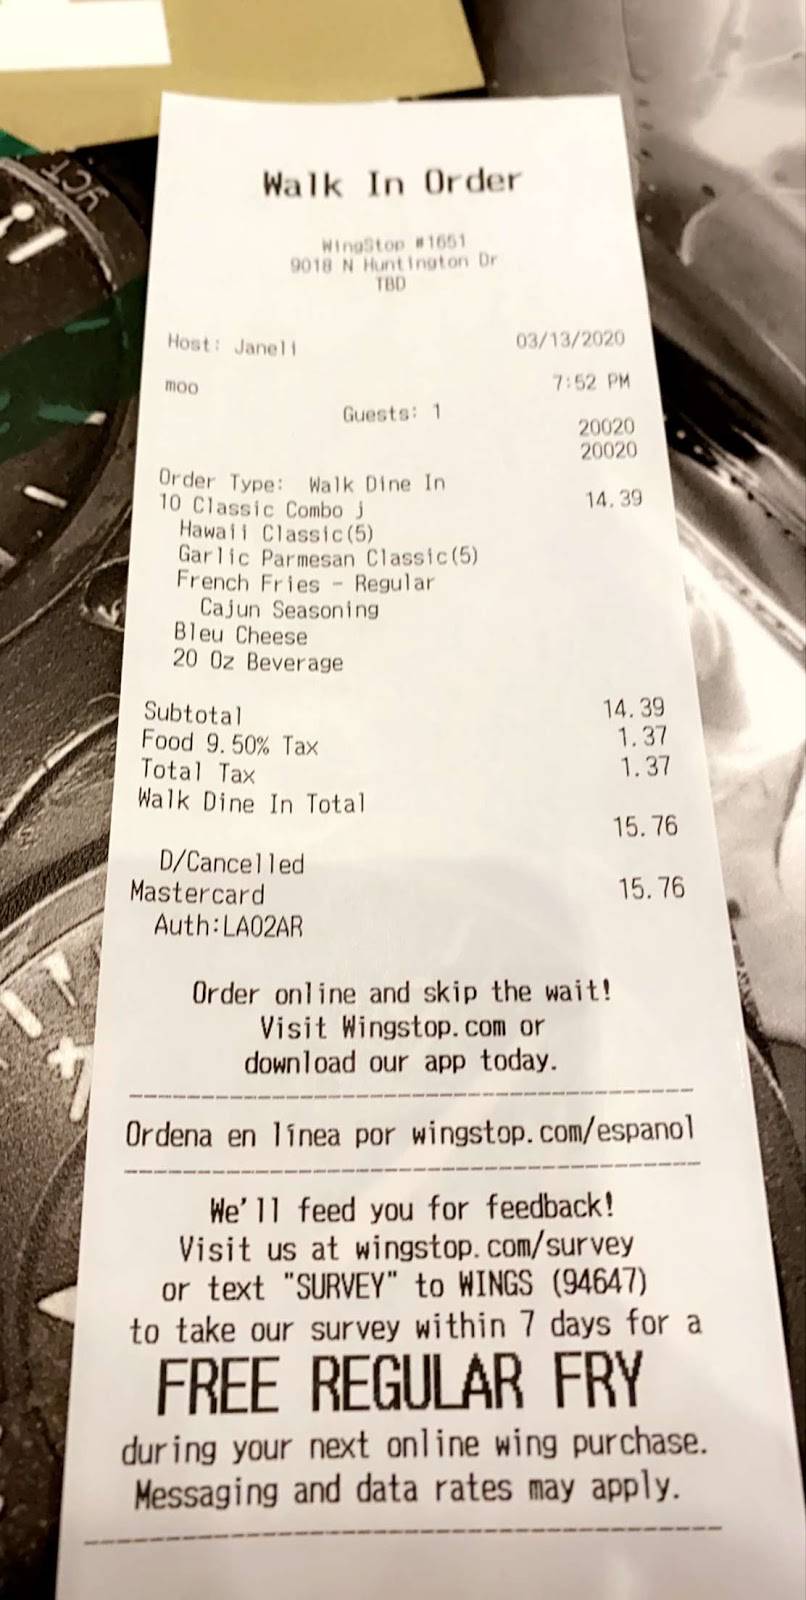 Walk In Order
WingStop #1651
9018 N Huntington Dr
TBD
Host: Janeli 03/13/2020
moo 7:52 PM
Guests: 1
20020
20020
Order Type: Walk Dine In
10 Classic Combo j 14.39
Hawaii Classic(5)
Garlic Parmesan Classic(5)
French Fries - Regular
Cajun Seasoning
Bleu Cheese
20 Oz Beverage
Subtotal 14.39
Food 9.50% Tax 1.37
Total Tax 1.37
Walk Dine In Total
15.76
D/Cancelled
Mastercard 15.76
Auth:LA02AR
Order online and skip the wait!
Visit Wingstop.com or
download our app today.
Ordena en línea por wingstop.com/espanol
We'll feed you for feedback!
Visit us at wingstop.com/survey
or text "SURVEY" to WINGS (94647)
to take our survey within 7 days for a
FREE REGULAR FRY
during your next online wing purchase.
Messaging and data rates may apply.